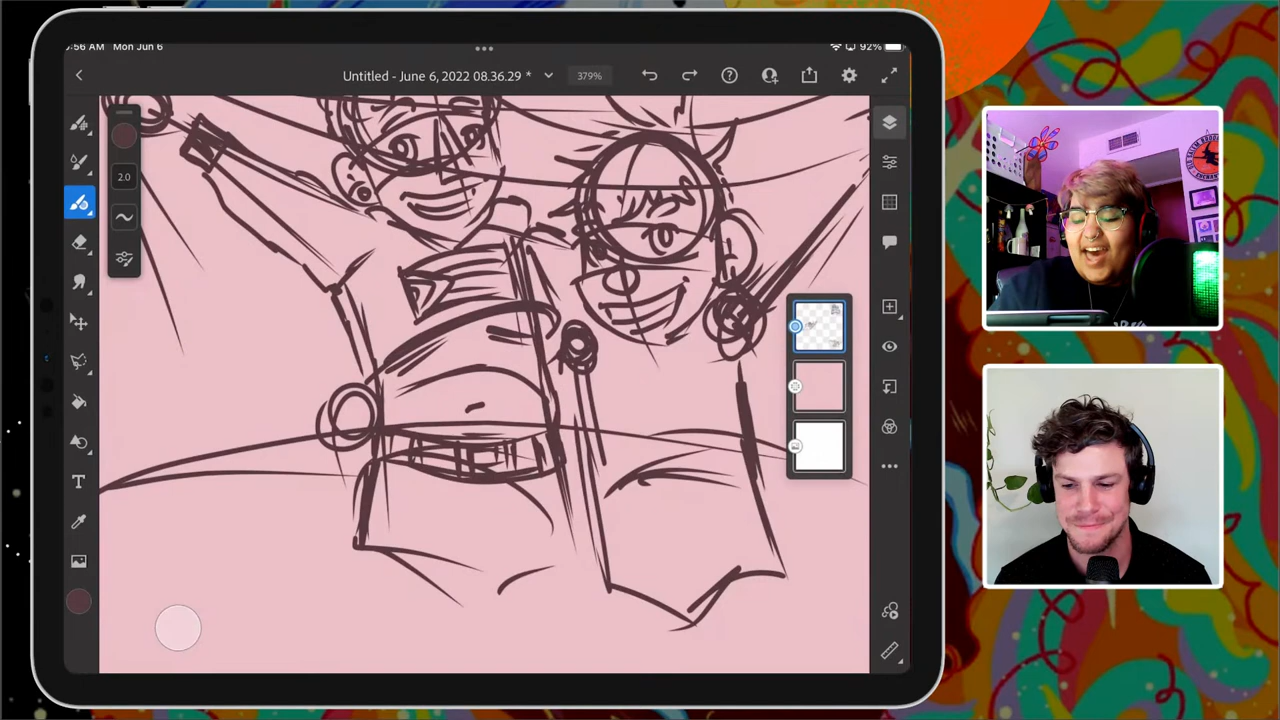 :56 AM Mon Jun 6
92%
Untitled - June 6, 2022 08.36.29 *
379%
2.0
T